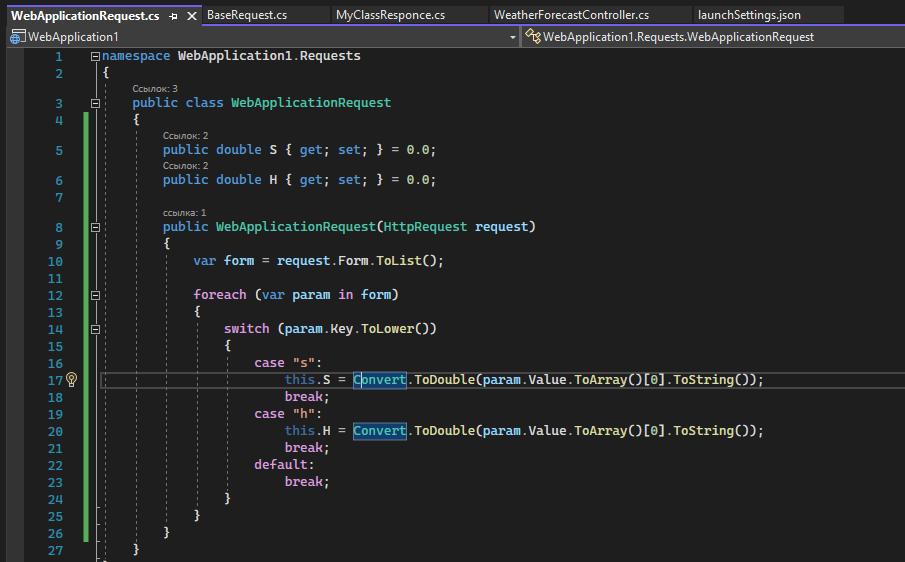 WebApplicationRequest.cs BaseRequest.cs MyClassResponce.cs WeatherForecastController.cs launchSettings.json
WebApplication1 WebApplication1.Requests.WebApplicationRequest
1 namespace WebApplication1.Requests
2 {
Ссылок: 3
3 public class WebApplicationRequest
4 {
Ссылок: 2
5 public double S { get; set; } = 0.0;
Ссылок: 2
6 public double H { get; set; } = 0.0;
7
ссылка: 1
8 public WebApplicationRequest(HttpRequest request)
9 {
10 var form = request.Form.ToList();
11
12 foreach (var param in form)
13 {
14 switch (param.Key.ToLower())
15 {
16 case "s":
17 this.S = Convert.ToDouble(param.Value.ToArray()[0].ToString());
18 break;
19 case "h":
20 this.H = Convert.ToDouble(param.Value.ToArray()[0].ToString());
21 break;
22 default:
23 break;
24 }
25 }
26 }
27 }